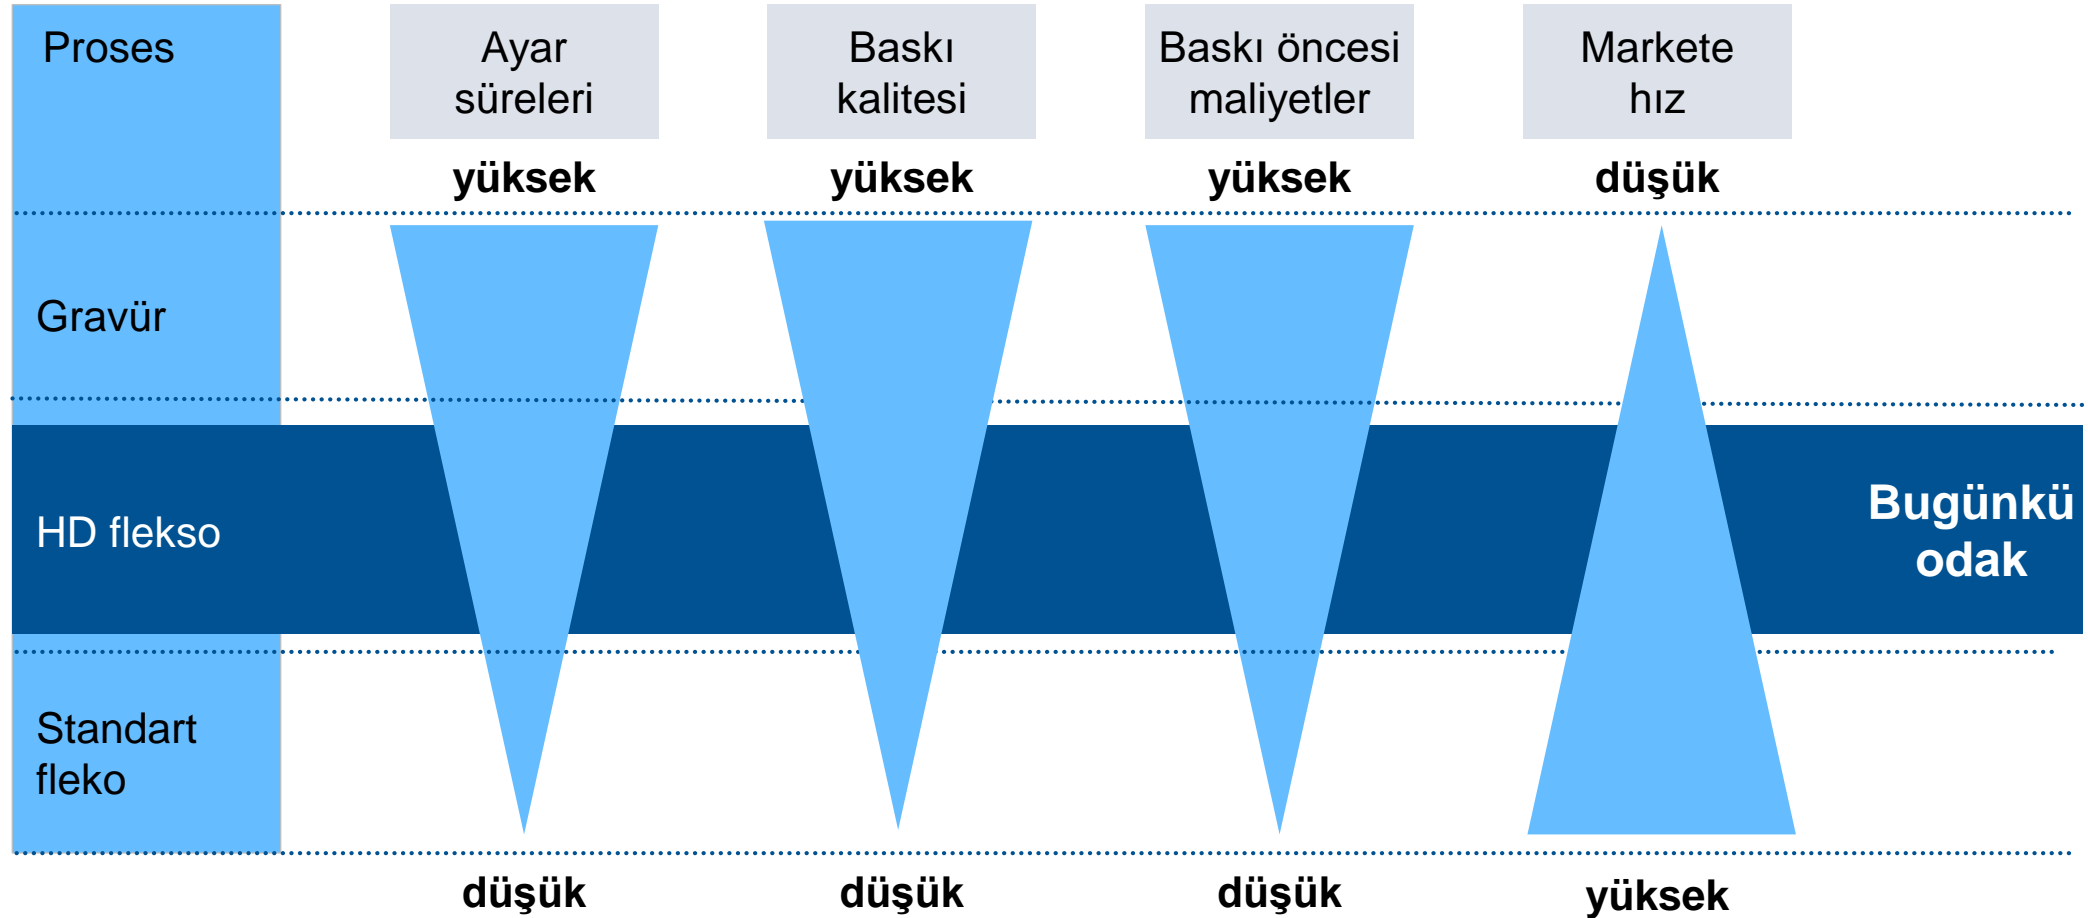 Proses
Ayar
süreleri
Baskı
kalitesi
Baskı öncesi
maliyetler
Markete
hız
yüksek
yüksek
yüksek
düşük
Gravür
HD flekso
Bugünkü
odak
Standart
fleko
düşük
düşük
düşük
yüksek